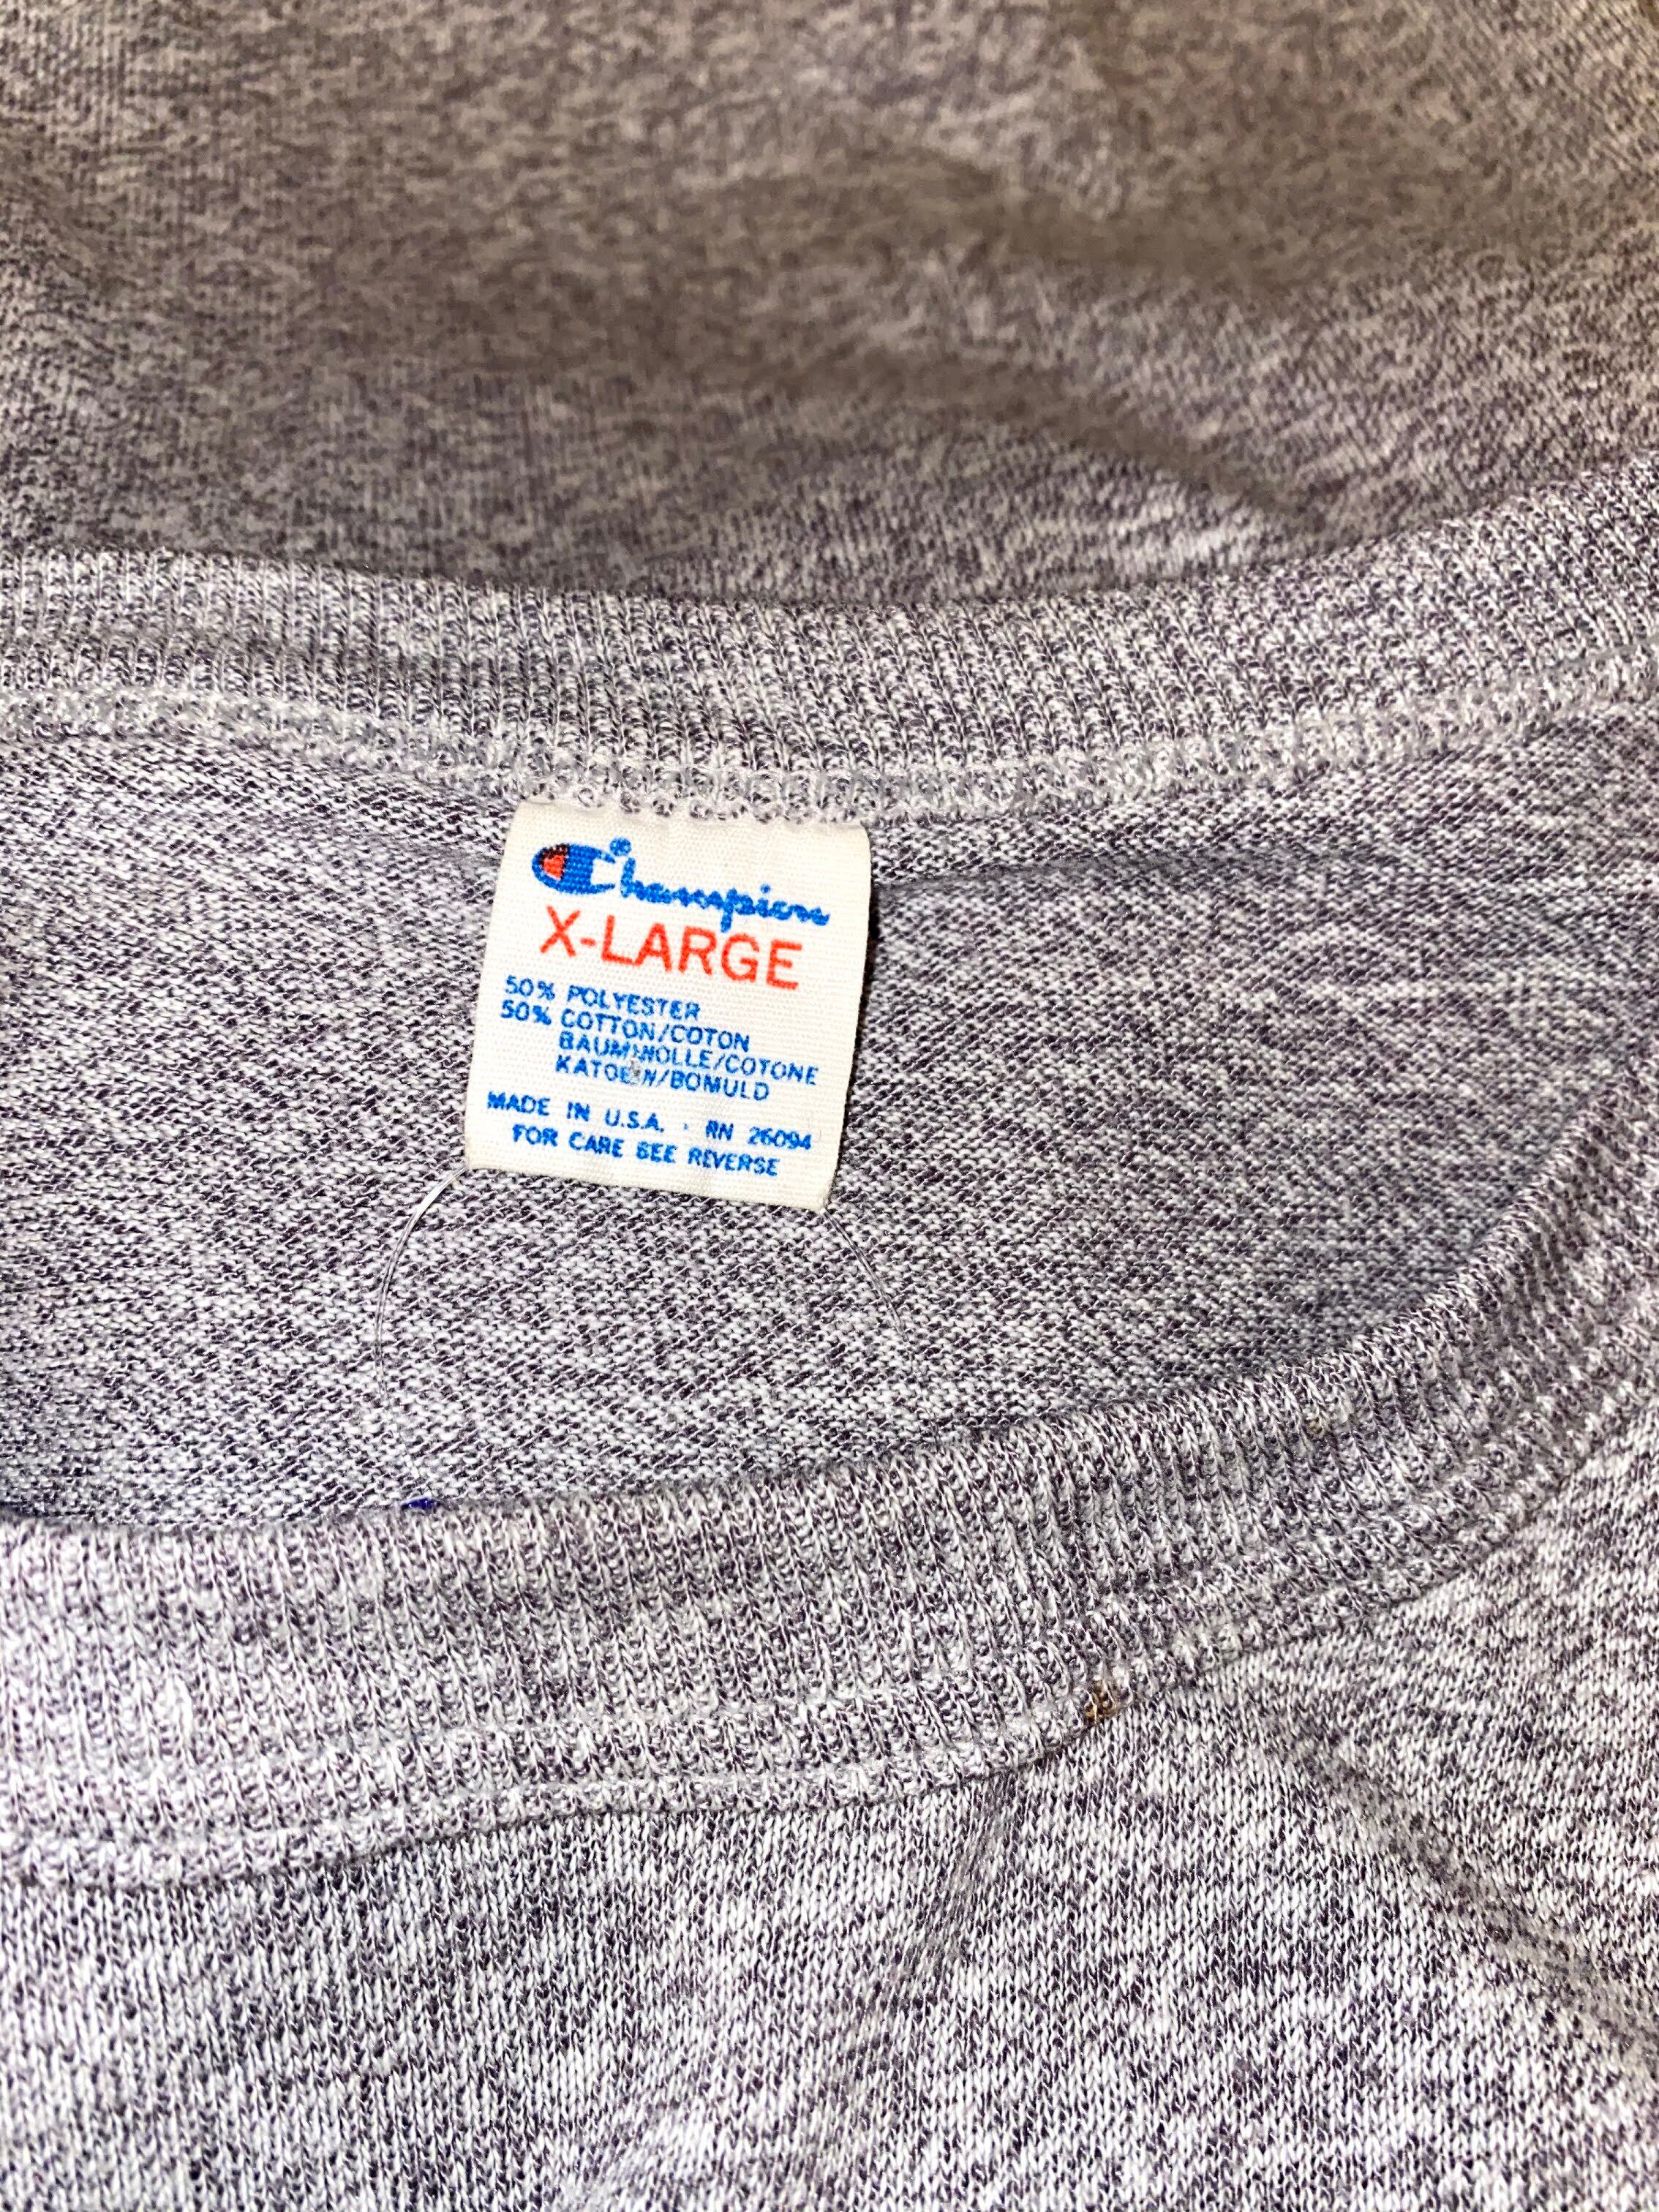 Champion
X-LARGE
50% POLYESTER
50% COTTON/COTON
BAUMWOLLE/COTONE
KATOEN/BOMULD
MADE IN U.S.A. · RN 26094
FOR CARE SEE REVERSE